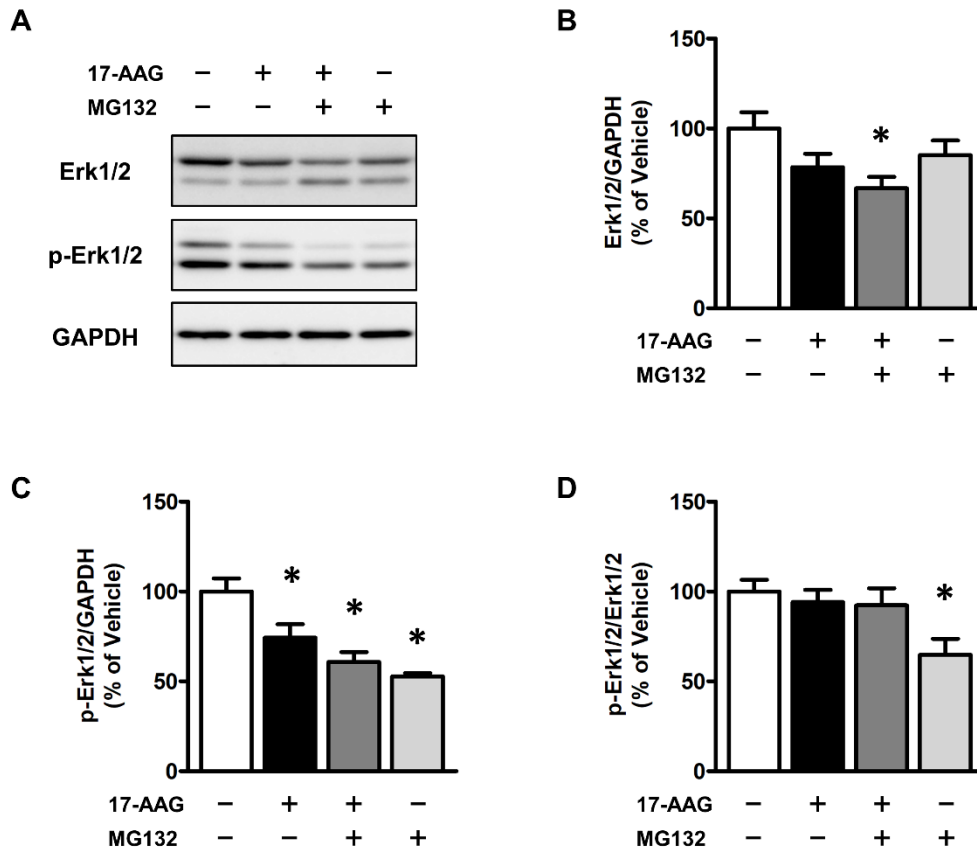 A
17-AAG − + + −
MG132 − − + +
Erk1/2
p-Erk1/2
GAPDH
B
Erk1/2/GAPDH
(% of Vehicle)
150
100
50
0
*
17-AAG − + + −
MG132 − − + +
C
p-Erk1/2/GAPDH
(% of Vehicle)
150
100
50
0
* * *
17-AAG − + + −
MG132 − − + +
D
p-Erk1/2/Erk1/2
(% of Vehicle)
150
100
50
0
*
17-AAG − + + −
MG132 − − + +